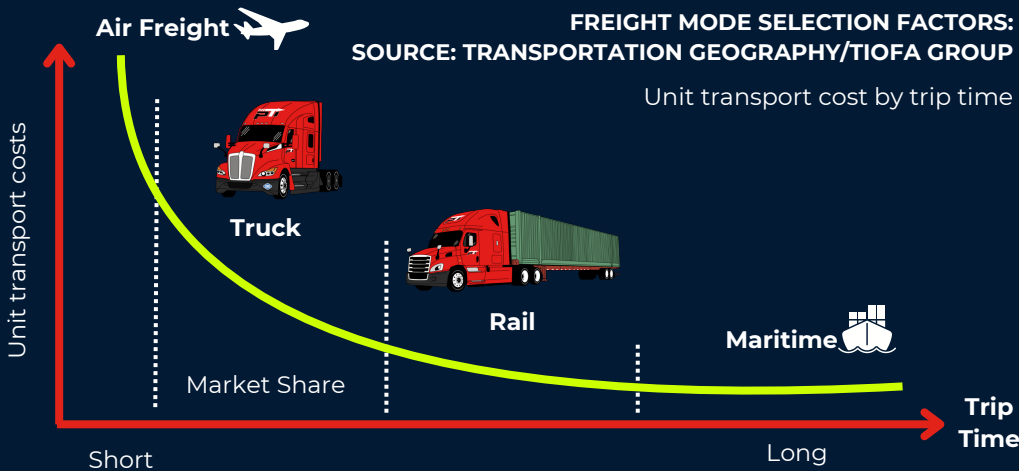 FREIGHT MODE SELECTION FACTORS:
SOURCE: TRANSPORTATION GEOGRAPHY/TIOFA GROUP
Unit transport cost by trip time
Air Freight
Unit transport costs
Truck
Rail
Maritime
Market Share
Trip
Time
Short
Long